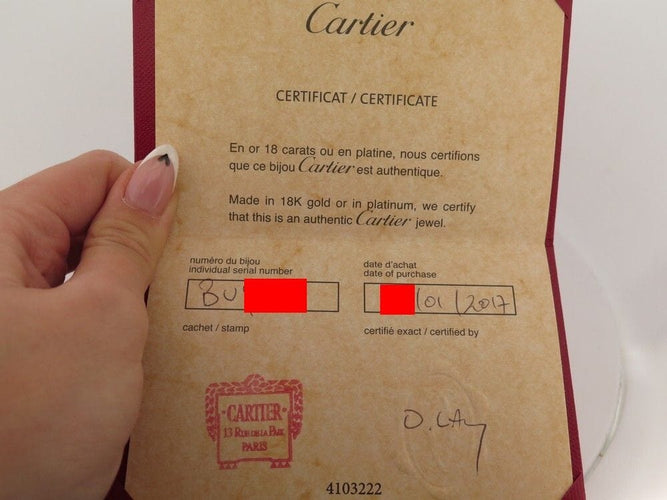 Cartier
CERTIFICAT / CERTIFICATE
En or 18 carats ou en platine, nous certifions
que ce bijou Cartier est authentique.
Made in 18K gold or in platinum, we certify
that this is an authentic Cartier jewel.
numéro du bijou
individual serial number
BU
date d'achat
date of purchase
/01/2017
cachet / stamp
certifié exact / certified by
CARTIER
13 RUE DE LA PAIX
PARIS
4103222